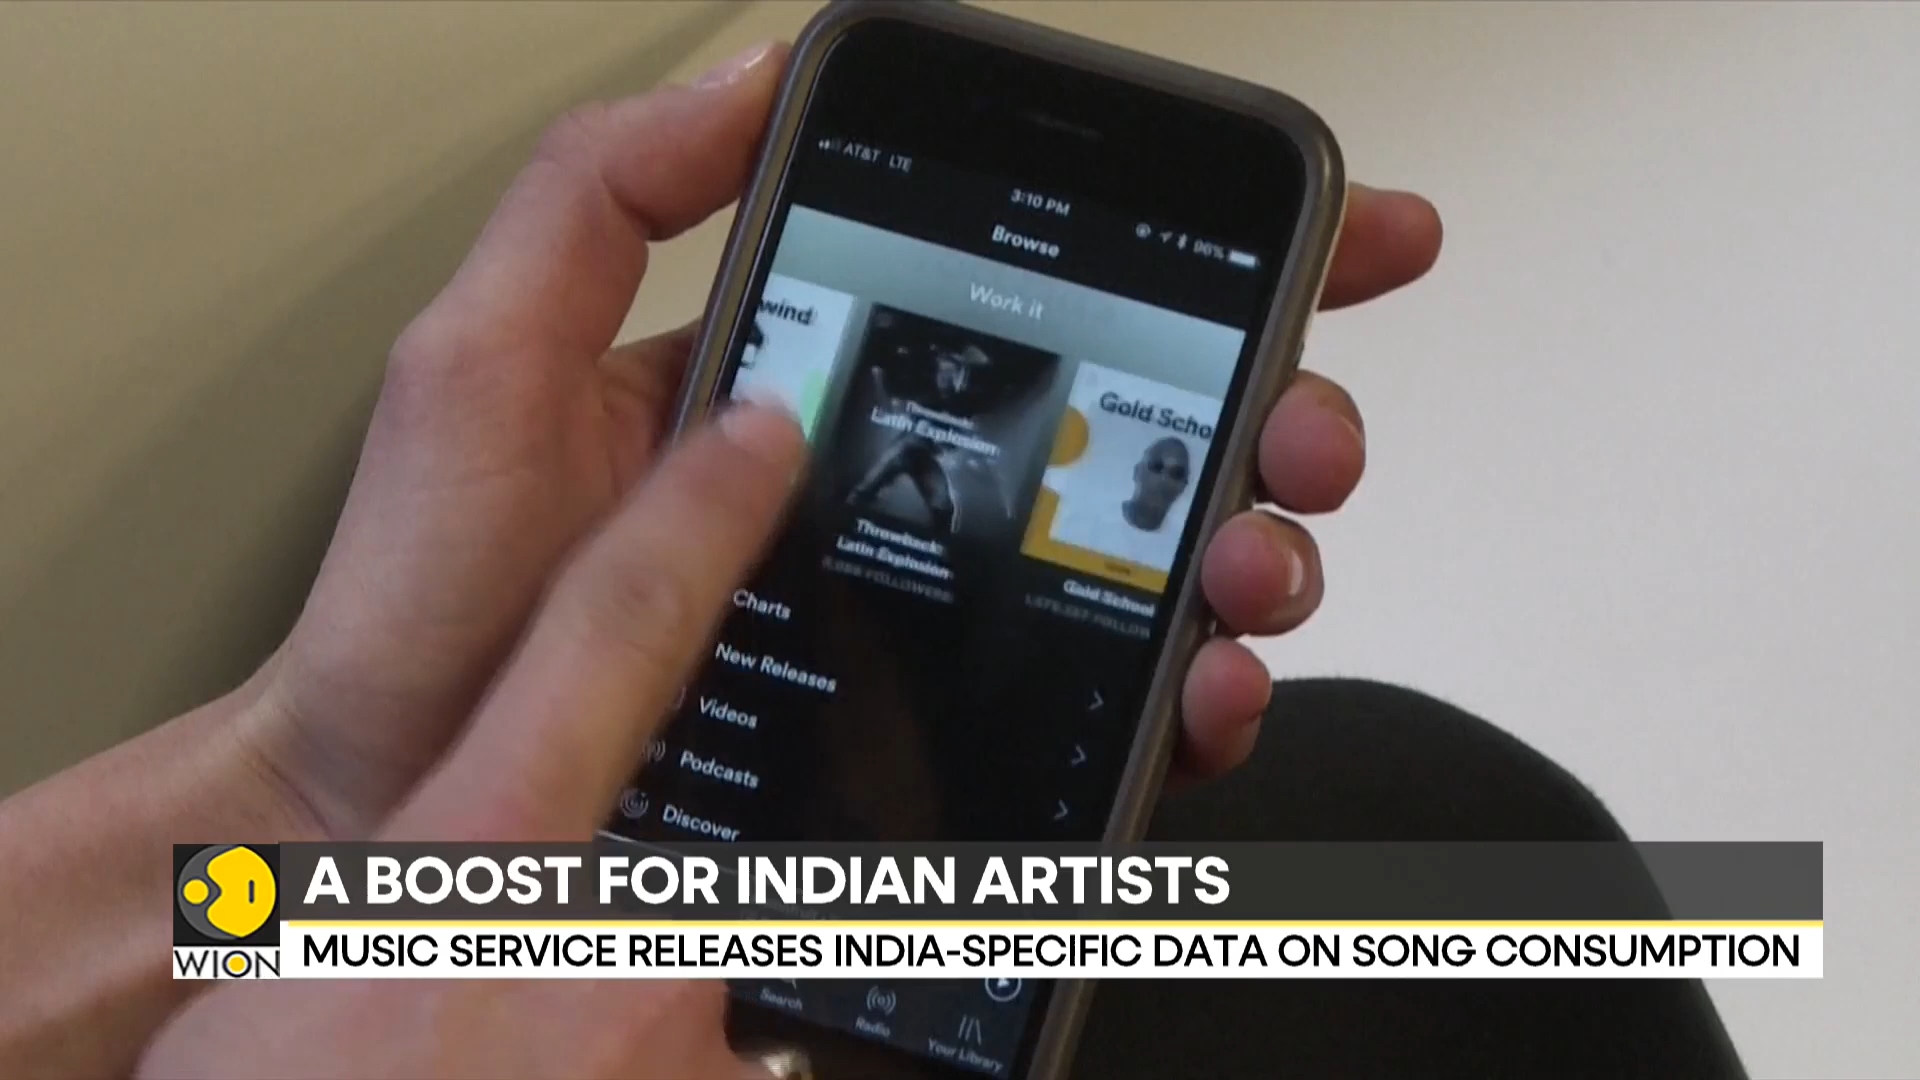 AT&T LTE
3:10 PM
96%
Browse
Work it
wind
Throwback:
Latin Explosion
Gold Scho
Throwback:
Latin Explosion
FOLLOWERS
Gold School
FOLLOW
Charts
New Releases
Videos
Podcasts
Discover
A BOOST FOR INDIAN ARTISTS
WION
MUSIC SERVICE RELEASES INDIA-SPECIFIC DATA ON SONG CONSUMPTION
Search
Radio
Your Library